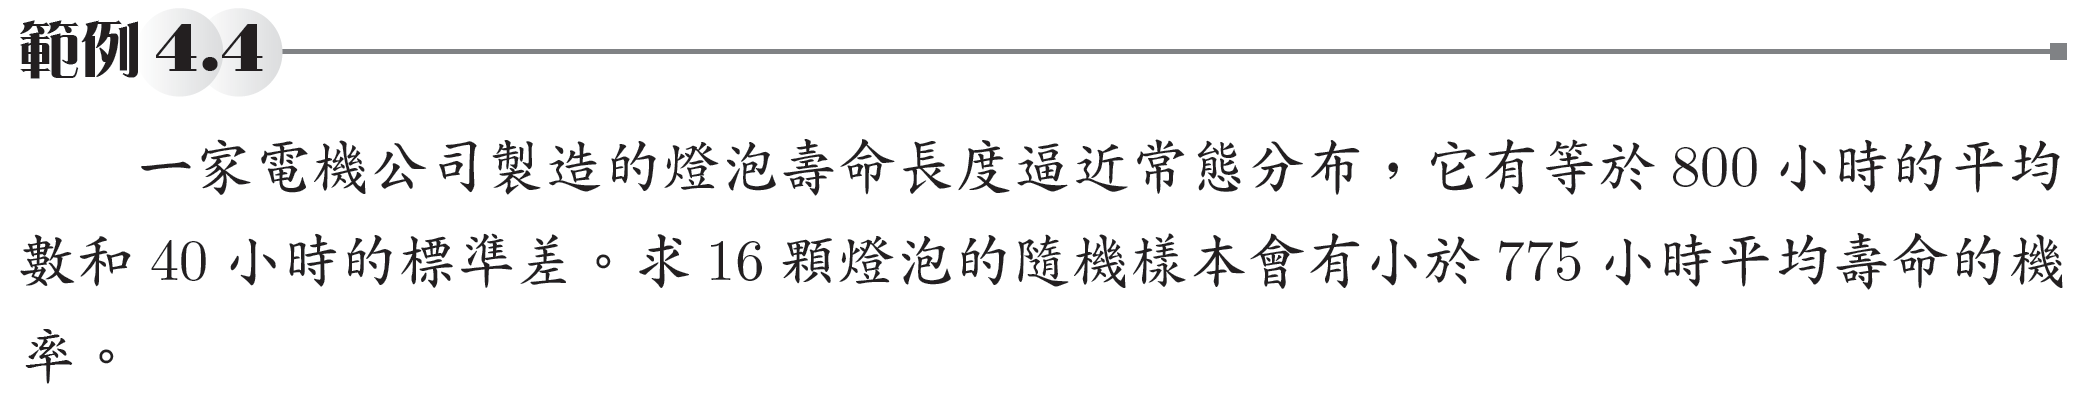 範例 4.4
一家電機公司製造的燈泡壽命長度逼近常態分布，它有等於 800 小時的平均
數和 40 小時的標準差。求 16 顆燈泡的隨機樣本會有小於 775 小時平均壽命的機
率。